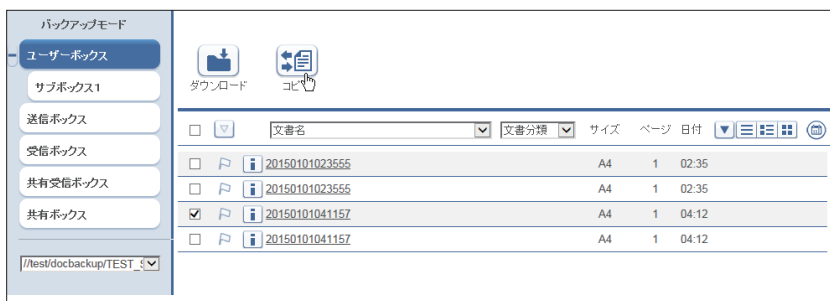 バックアップモード
ユーザーボックス
サブボックス1
送信ボックス
受信ボックス
共有受信ボックス
共有ボックス
//test/docbackup/TEST_
ダウンロード
コピー
文書名 文書分類 サイズ ページ 日付
20150101023555 A4 1 02:35
20150101023555 A4 1 02:35
20150101041157 A4 1 04:12
20150101041157 A4 1 04:12